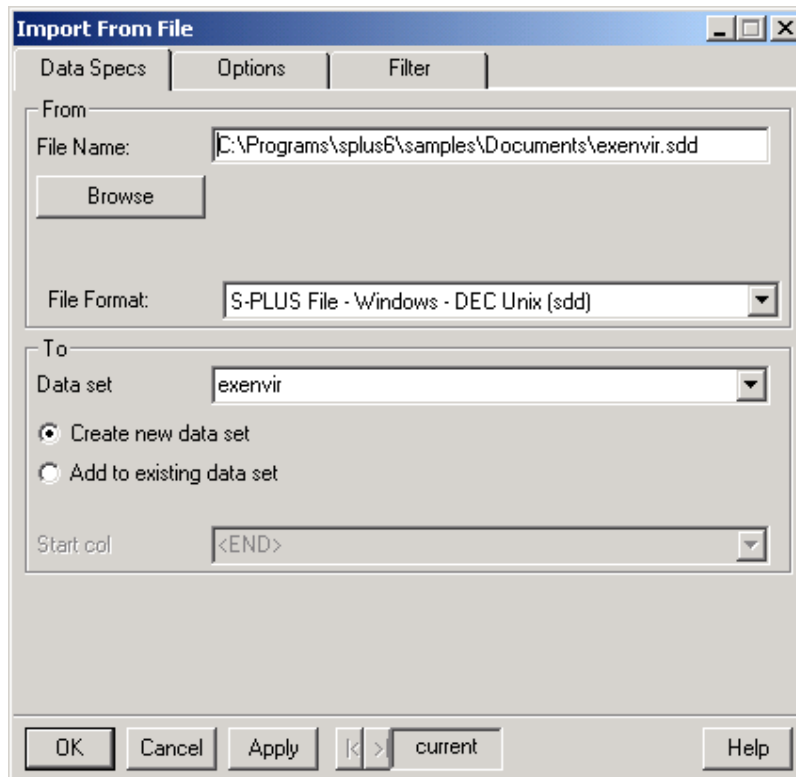 Import From File
Data Specs Options Filter
From
File Name: C:\Programs\splus6\samples\Documents\exenvir.sdd
Browse
File Format: S-PLUS File - Windows - DEC Unix (sdd)
To
Data set exenvir
Create new data set
Add to existing data set
Start col <END>
OK Cancel Apply |< >| current Help